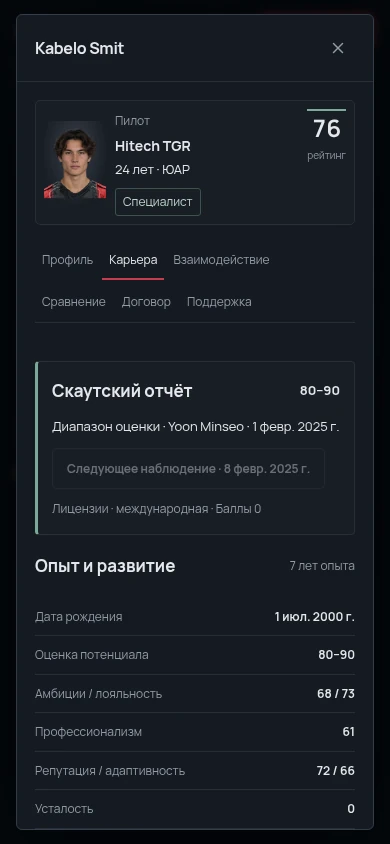 Kabelo Smit
Пилот
Hitech TGR
24 лет · ЮАР
Специалист
76
рейтинг
Профиль Карьера Взаимодействие
Сравнение Договор Поддержка
Скаутский отчёт 80–90
Диапазон оценки · Yoon Minseo · 1 февр. 2025 г.
Следующее наблюдение · 8 февр. 2025 г.
Лицензии · международная · Баллы 0
Опыт и развитие 7 лет опыта
Дата рождения 1 июл. 2000 г.
Оценка потенциала 80–90
Амбиции / лояльность 68 / 73
Профессионализм 61
Репутация / адаптивность 72 / 66
Усталость 0